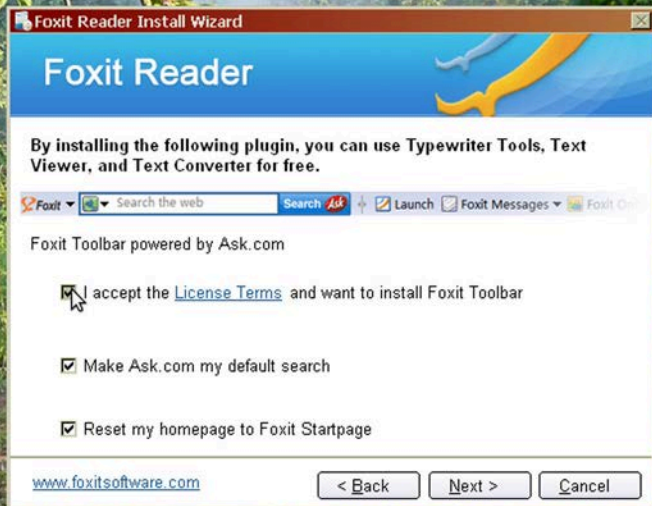 Foxit Reader Install Wizard
Foxit Reader
By installing the following plugin, you can use Typewriter Tools, Text
Viewer, and Text Converter for free.
Foxit Search the web Search Ask Launch Foxit Messages Foxit
Foxit Toolbar powered by Ask.com
I accept the License Terms and want to install Foxit Toolbar
Make Ask.com my default search
Reset my homepage to Foxit Startpage
www.foxitsoftware.com < Back Next > Cancel